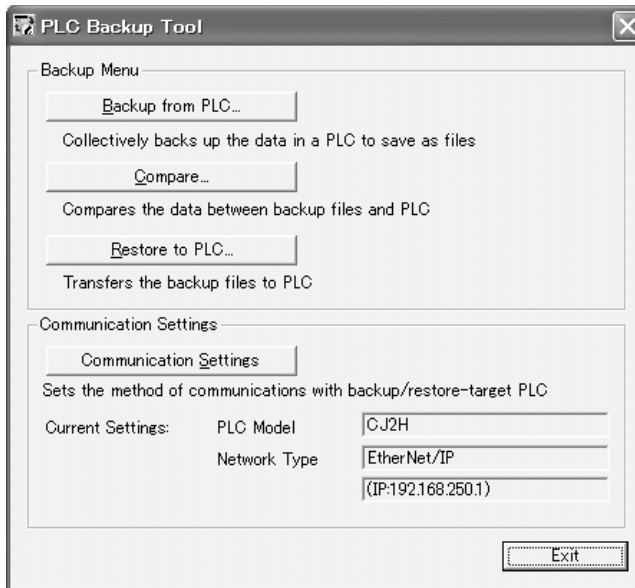 PLC Backup Tool
Backup Menu
Backup from PLC...
Collectively backs up the data in a PLC to save as files
Compare...
Compares the data between backup files and PLC
Restore to PLC...
Transfers the backup files to PLC
Communication Settings
Communication Settings
Sets the method of communications with backup/restore-target PLC
Current Settings: PLC Model CJ2H
Network Type EtherNet/IP
(IP:192.168.250.1)
Exit